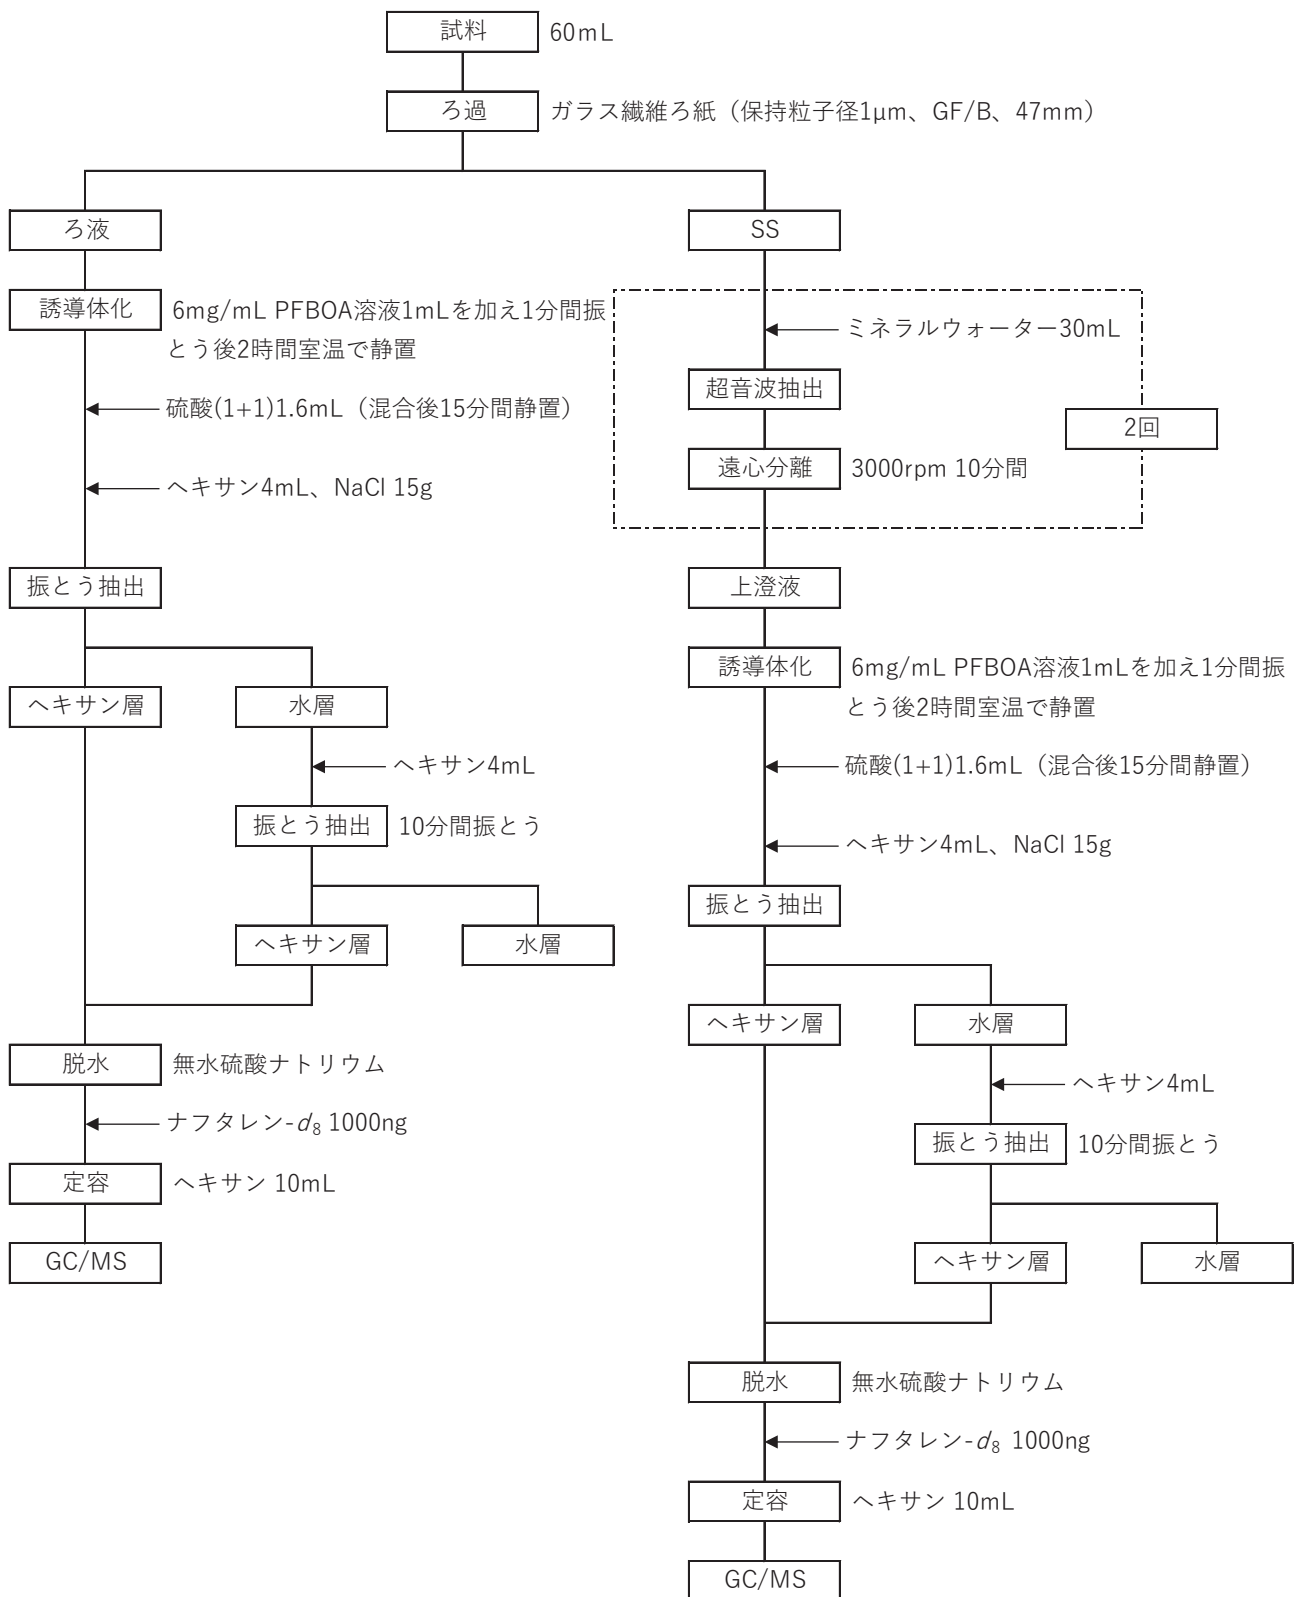 試料 60mL
ろ過 ガラス繊維ろ紙（保持粒子径1μm、GF/B、47mm）
ろ液
誘導体化 6mg/mL PFBOA溶液1mLを加え1分間振
とう後2時間室温で静置
硫酸(1+1)1.6mL（混合後15分間静置）
ヘキサン4mL、NaCl 15g
振とう抽出
ヘキサン層
水層
ヘキサン4mL
振とう抽出 10分間振とう
ヘキサン層
水層
脱水 無水硫酸ナトリウム
ナフタレン-d8 1000ng
定容 ヘキサン 10mL
GC/MS
SS
ミネラルウォーター30mL
超音波抽出
2回
遠心分離 3000rpm 10分間
上澄液
誘導体化 6mg/mL PFBOA溶液1mLを加え1分間振
とう後2時間室温で静置
硫酸(1+1)1.6mL（混合後15分間静置）
ヘキサン4mL、NaCl 15g
振とう抽出
ヘキサン層
水層
ヘキサン4mL
振とう抽出 10分間振とう
ヘキサン層
水層
脱水 無水硫酸ナトリウム
ナフタレン-d8 1000ng
定容 ヘキサン 10mL
GC/MS